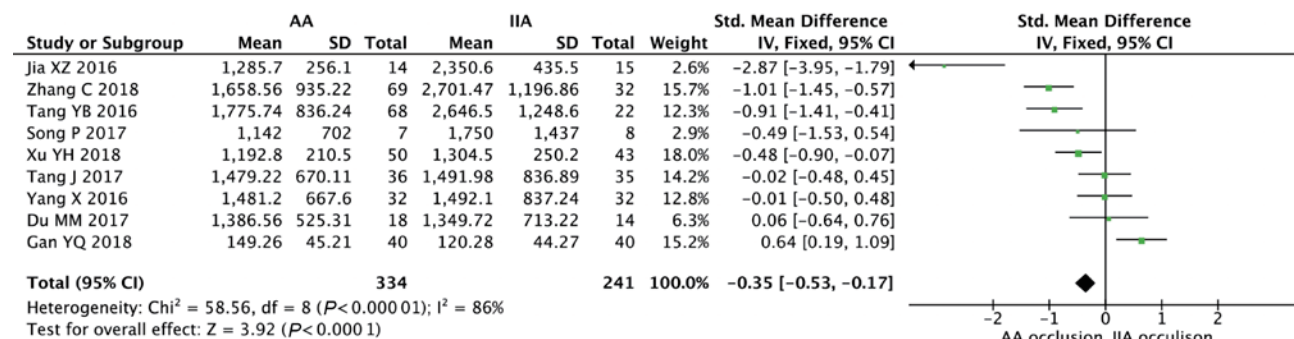 AA IIA Std. Mean Difference Std. Mean Difference
Study or Subgroup Mean SD Total Mean SD Total Weight IV, Fixed, 95% CI IV, Fixed, 95% CI
Jia XZ 2016 1,285.7 256.1 14 2,350.6 435.5 15 2.6% −2.87 [−3.95, −1.79]
Zhang C 2018 1,658.56 935.22 69 2,701.47 1,196.86 32 15.7% −1.01 [−1.45, −0.57]
Tang YB 2016 1,775.74 836.24 68 2,646.5 1,248.6 22 12.3% −0.91 [−1.41, −0.41]
Song P 2017 1,142 702 7 1,750 1,437 8 2.9% −0.49 [−1.53, 0.54]
Xu YH 2018 1,192.8 210.5 50 1,304.5 250.2 43 18.0% −0.48 [−0.90, −0.07]
Tang J 2017 1,479.22 670.11 36 1,491.98 836.89 35 14.2% −0.02 [−0.48, 0.45]
Yang X 2016 1,481.2 667.6 32 1,492.1 837.24 32 12.8% −0.01 [−0.50, 0.48]
Du MM 2017 1,386.56 525.31 18 1,349.72 713.22 14 6.3% 0.06 [−0.64, 0.76]
Gan YQ 2018 149.26 45.21 40 120.28 44.27 40 15.2% 0.64 [0.19, 1.09]
Total (95% CI) 334 241 100.0% −0.35 [−0.53, −0.17]
Heterogeneity: Chi² = 58.56, df = 8 (P<0.000 01); I² = 86%
Test for overall effect: Z = 3.92 (P<0.000 1)
−2 −1 0 1 2
AA occlusion IIA occulison